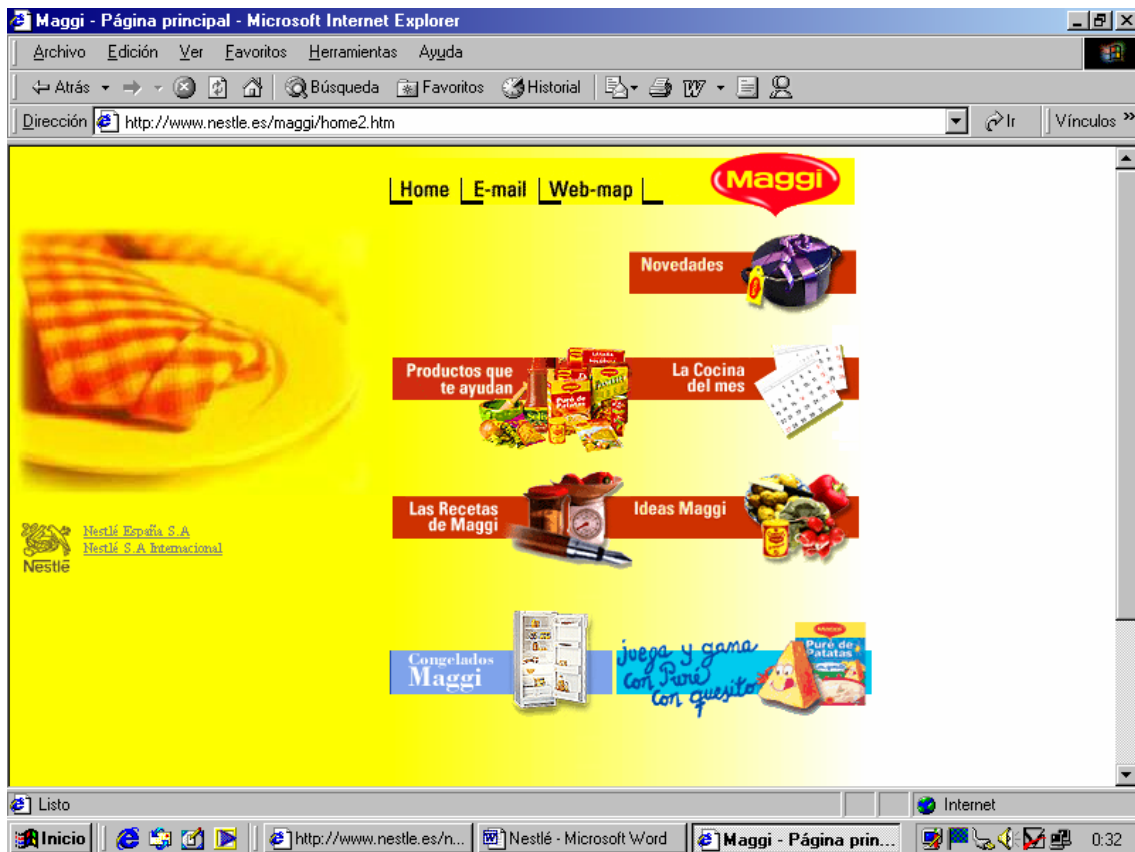 Maggi - Página principal - Microsoft Internet Explorer
Archivo Edición Ver Favoritos Herramientas Ayuda
Atrás Búsqueda Favoritos Historial
Dirección http://www.nestle.es/maggi/home2.htm Ir Vínculos »
Home E-mail Web-map
Maggi
Novedades
Productos que
te ayudan
Puré de
Patatas
La Cocina
del mes
Las Recetas
de Maggi
Ideas Maggi
Nestlé España S.A
Nestlé S.A Internacional
Nestlé
Congelados
Maggi
juega y gana
con Puré
con quesito
Maggi
Puré de
Patatas
Listo Internet
Inicio http://www.nestle.es/n... Nestlé - Microsoft Word Maggi - Página prin... 0:32